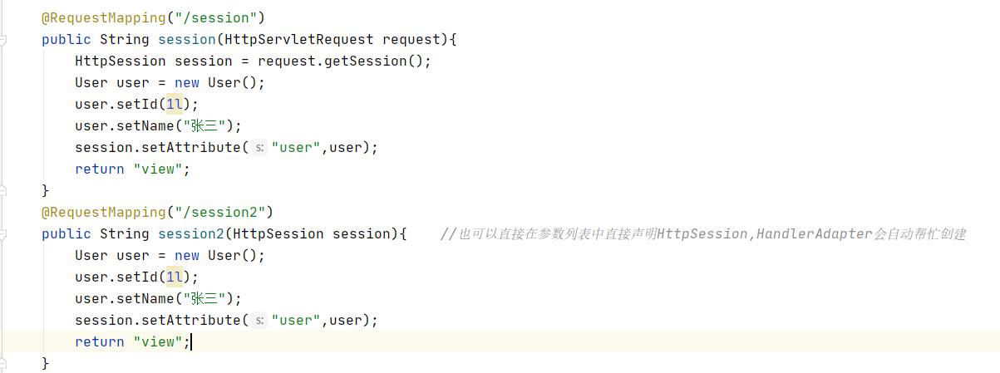 @RequestMapping("/session")
public String session(HttpServletRequest request){
HttpSession session = request.getSession();
User user = new User();
user.setId(1l);
user.setName("张三");
session.setAttribute( s: "user",user);
return "view";
}
@RequestMapping("/session2")
public String session2(HttpSession session){ //也可以直接在参数列表中直接声明HttpSession,HandlerAdapter会自动帮忙创建
User user = new User();
user.setId(1l);
user.setName("张三");
session.setAttribute( s: "user",user);
return "view";
}